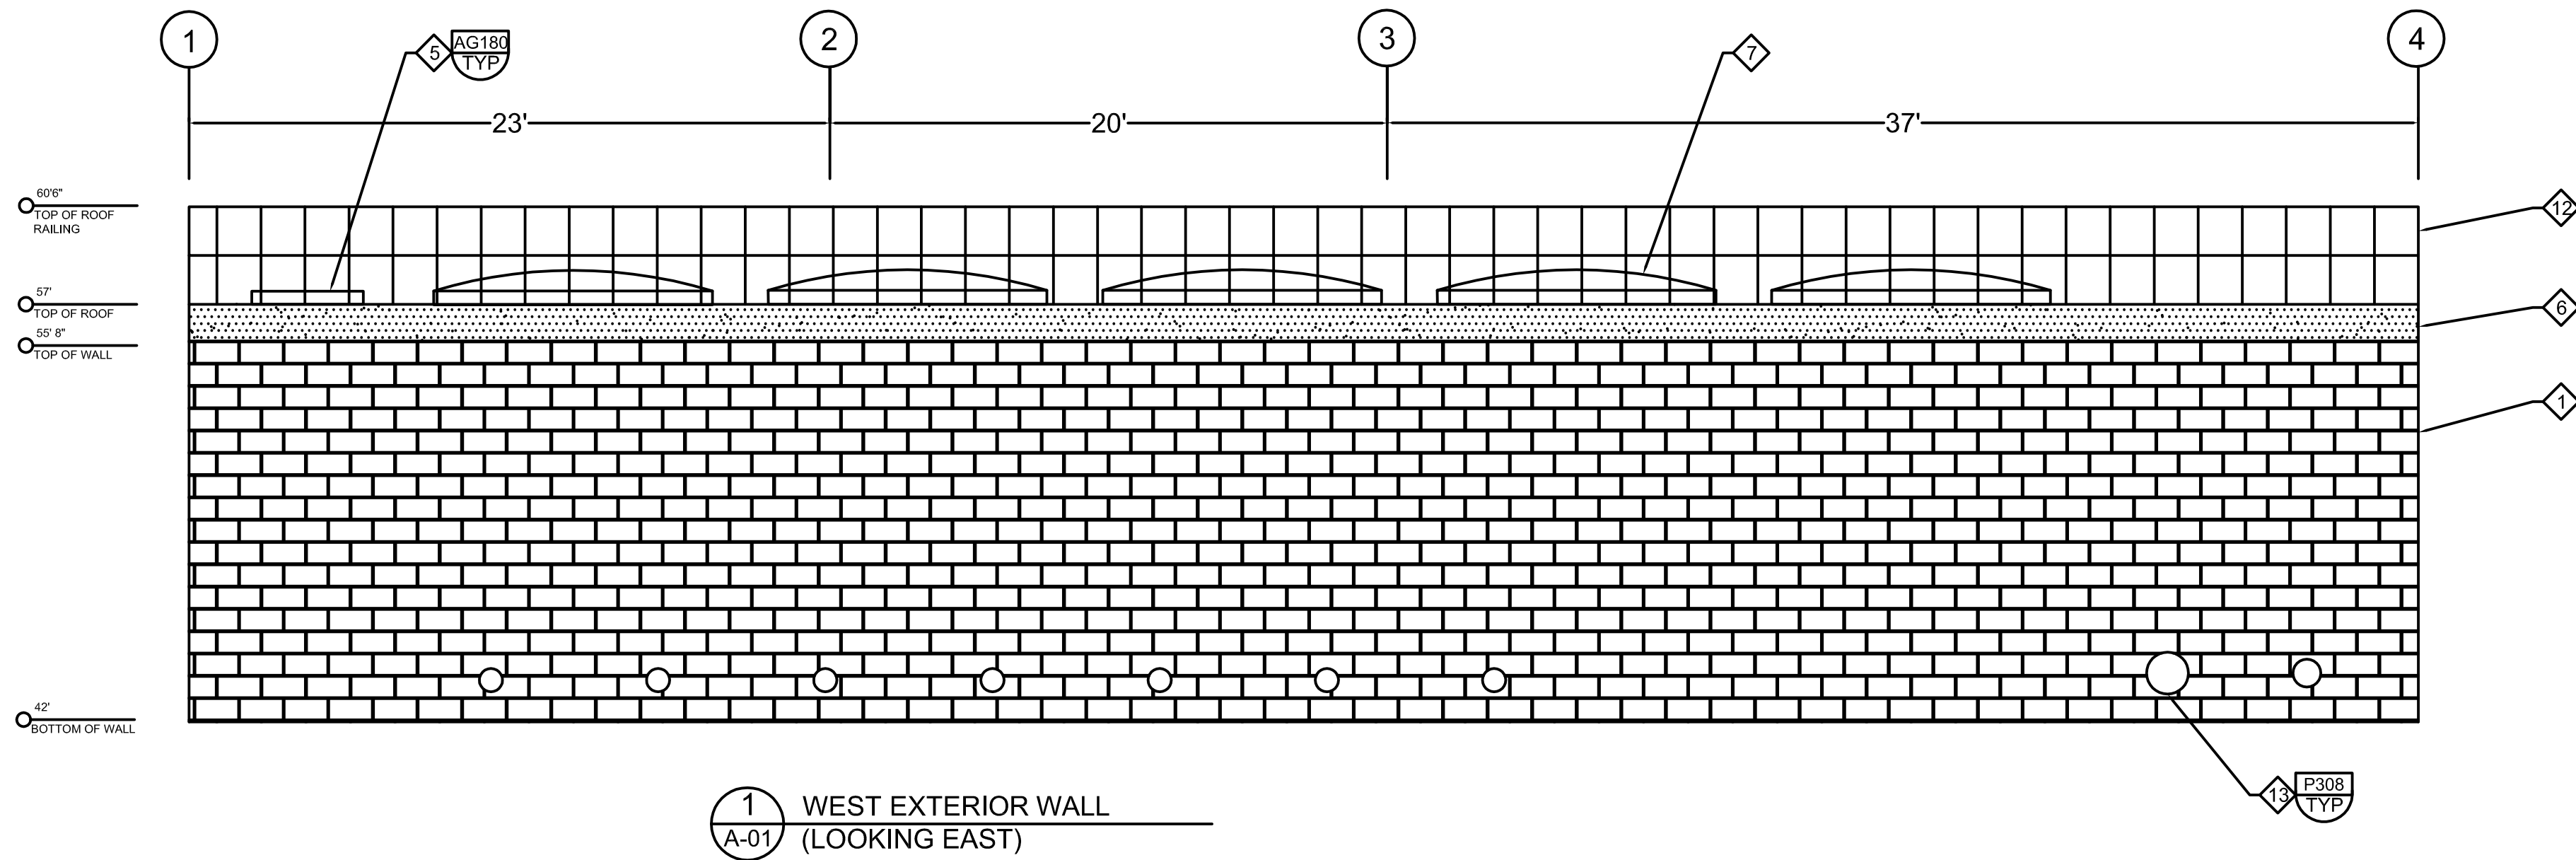 1
2
3
4
5
AG180
TYP
7
23'
20'
37'
60'6"
TOP OF ROOF
RAILING
12
57'
TOP OF ROOF
6
55' 8"
TOP OF WALL
1
42'
BOTTOM OF WALL
13
P308
TYP
1
WEST EXTERIOR WALL
A-01
(LOOKING EAST)